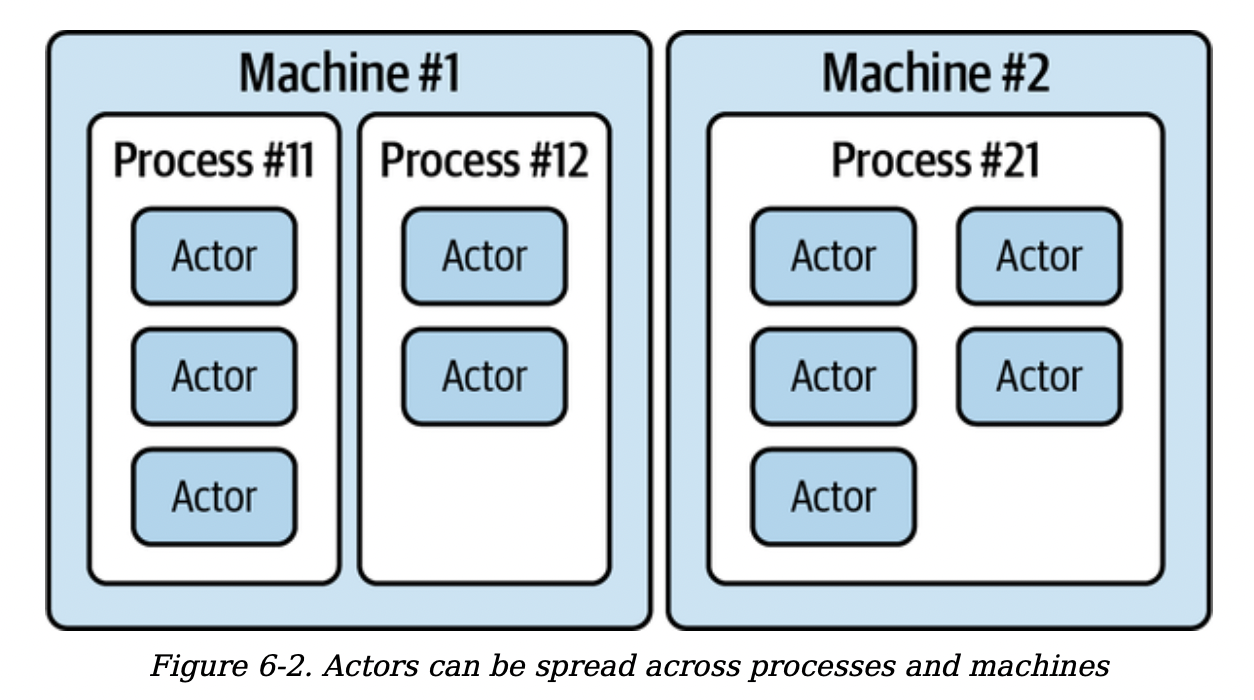 Machine #1
Process #11
Actor
Actor
Actor
Process #12
Actor
Actor
Machine #2
Process #21
Actor
Actor
Actor
Actor
Actor
Figure 6-2. Actors can be spread across processes and machines